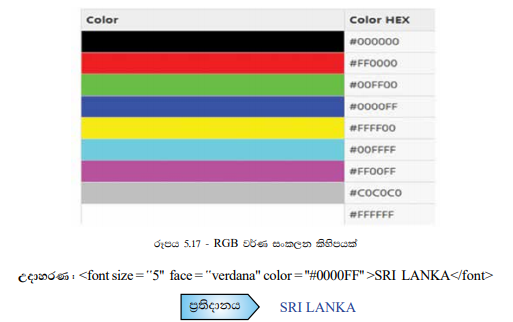 Color Color HEX
#000000
#FF0000
#00FF00
#0000FF
#FFFF00
#00FFFF
#FF00FF
#C0C0C0
#FFFFFF
රූපය 5.17 - RGB වර්ණ සංකලන කිහිපයක්
උදාහරණ : <font size = "5" face = "verdana" color = "#0000FF" >SRI LANKA</font>
ප්‍රතිදානය SRI LANKA